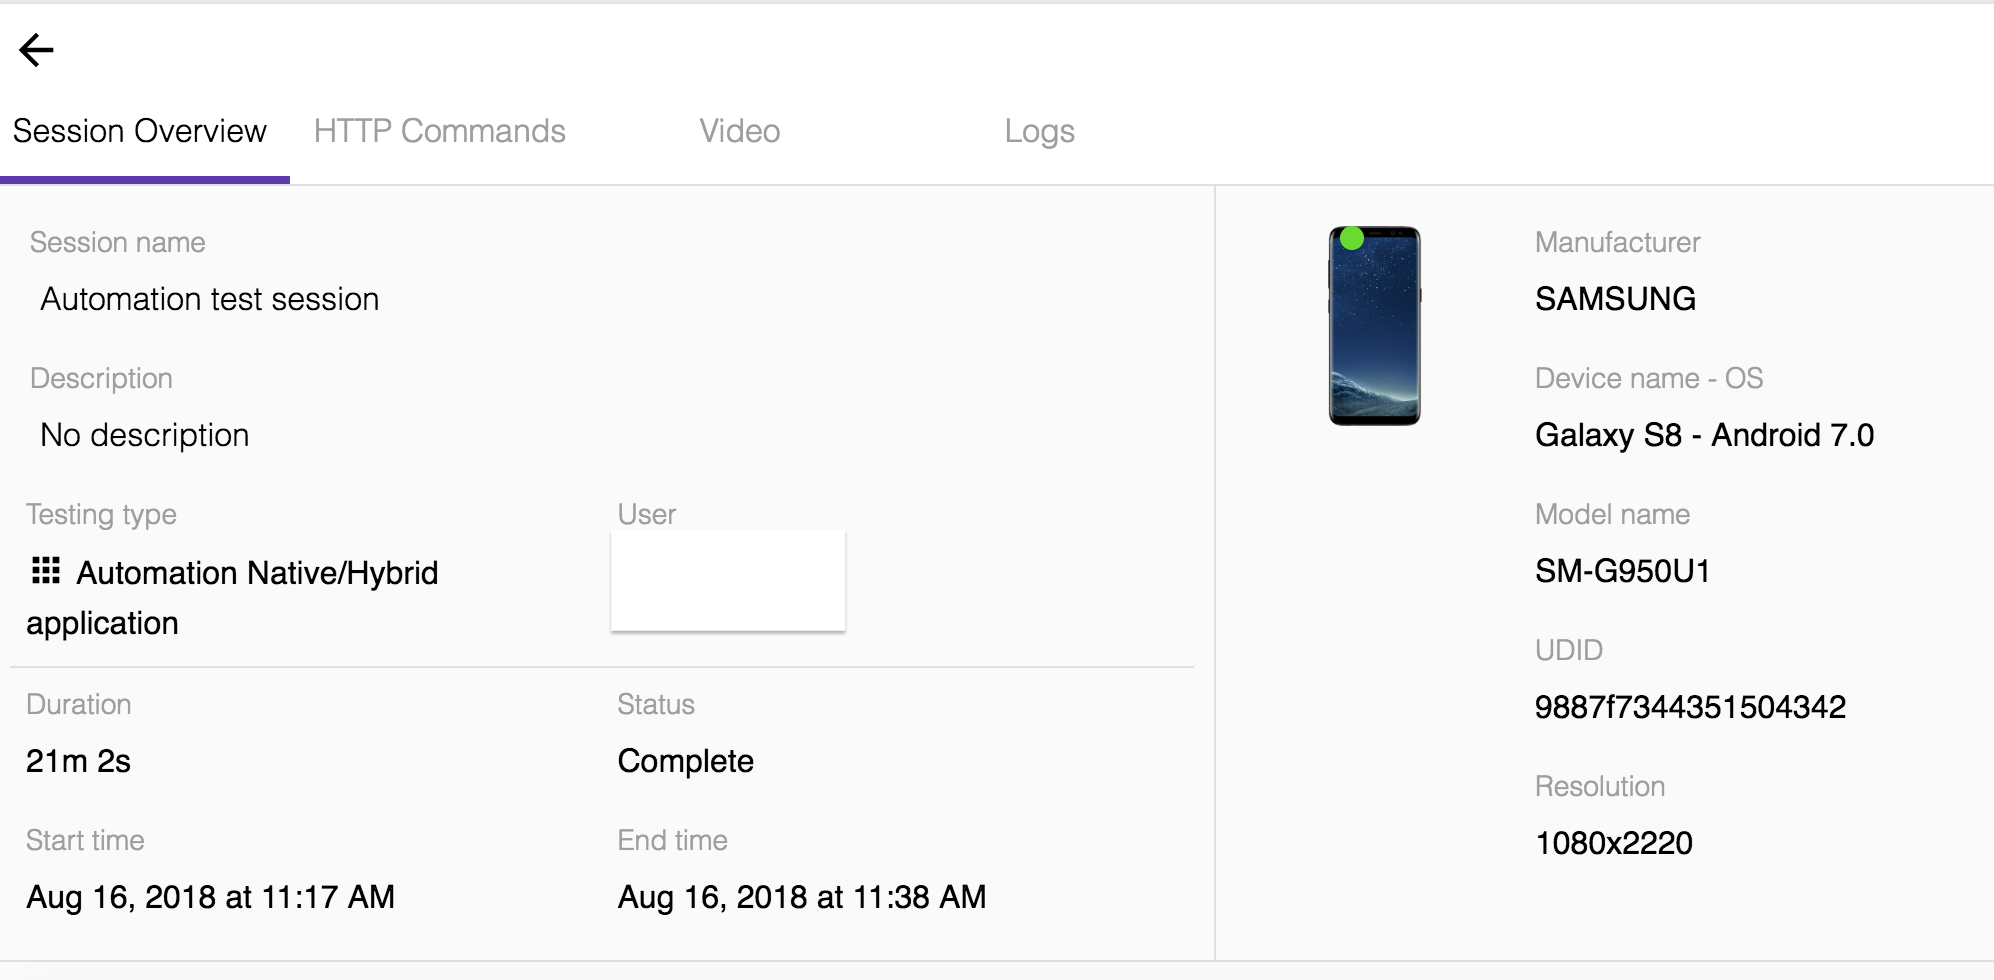 Session Overview HTTP Commands Video Logs
Session name
Automation test session
Description
No description
Testing type User
Automation Native/Hybrid
application
Duration Status
21m 2s Complete
Start time End time
Aug 16, 2018 at 11:17 AM Aug 16, 2018 at 11:38 AM
Manufacturer
SAMSUNG
Device name - OS
Galaxy S8 - Android 7.0
Model name
SM-G950U1
UDID
9887f7344351504342
Resolution
1080x2220